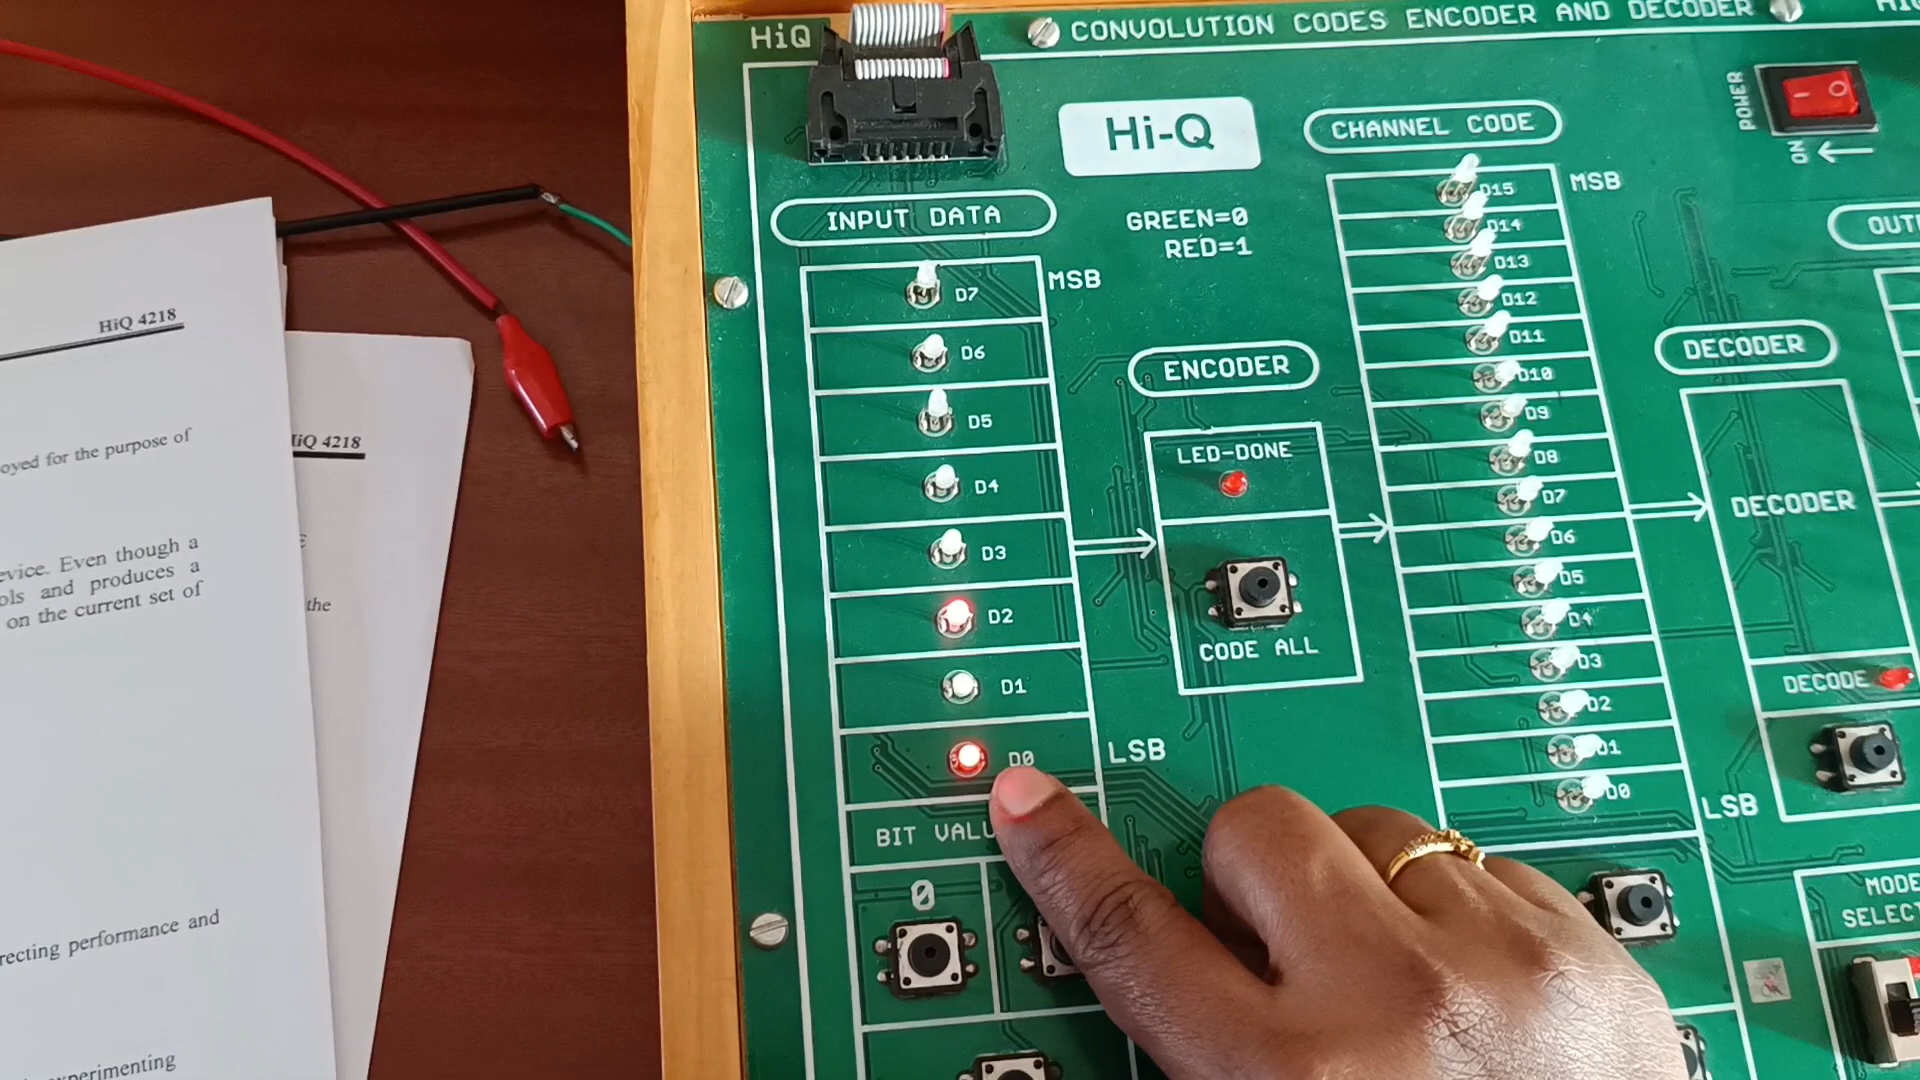 HiQ
CONVOLUTION CODES ENCODER AND DECODER
Hi-Q
POWER
ON
INPUT DATA
GREEN=0
RED=1
D7
MSB
D6
D5
D4
D3
D2
D1
D0
LSB
BIT
0
ENCODER
LED-DONE
CODE ALL
CHANNEL CODE
D15
MSB
D14
D13
D12
D11
D10
D9
D8
D7
D6
D5
D4
D3
D2
D1
D0
LSB
DECODER
DECODER
DECODE
MODE
HiQ 4218
oyed for the purpose of
evice. Even though a
ols and produces a
on the current set of
recting performance and
experimenting
HiQ 4218
the